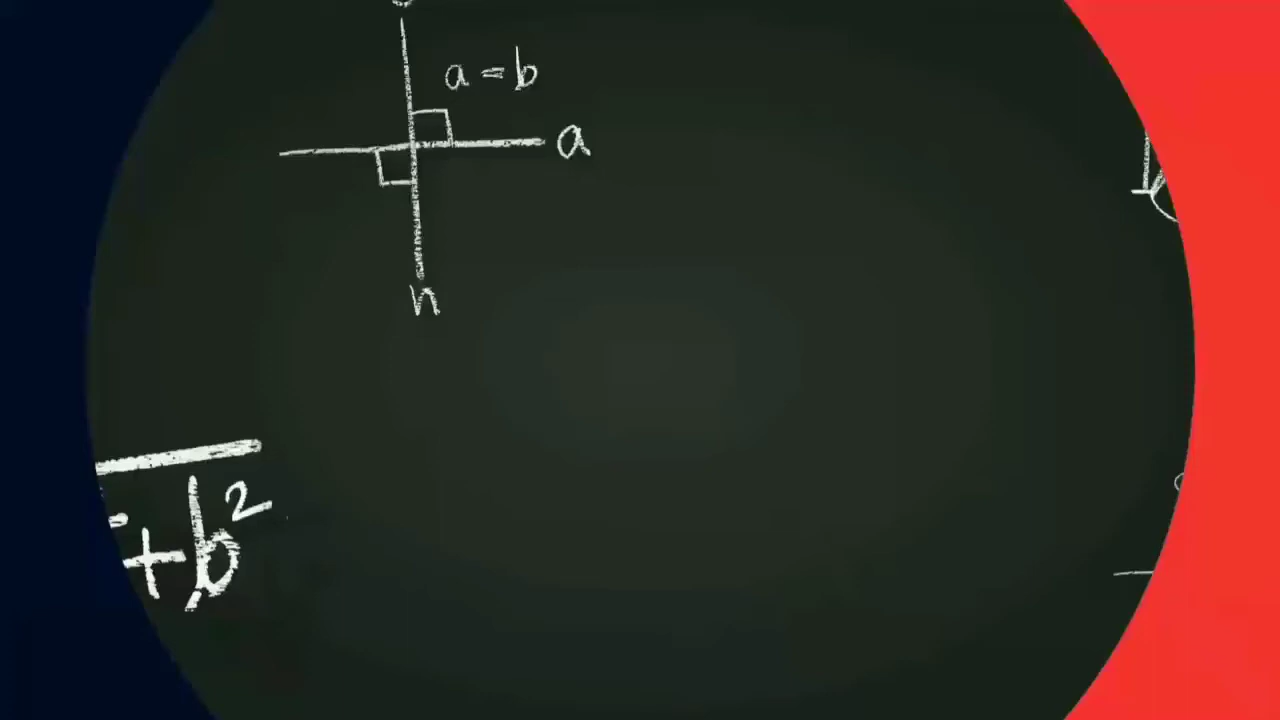 a = b
a
n
+b²